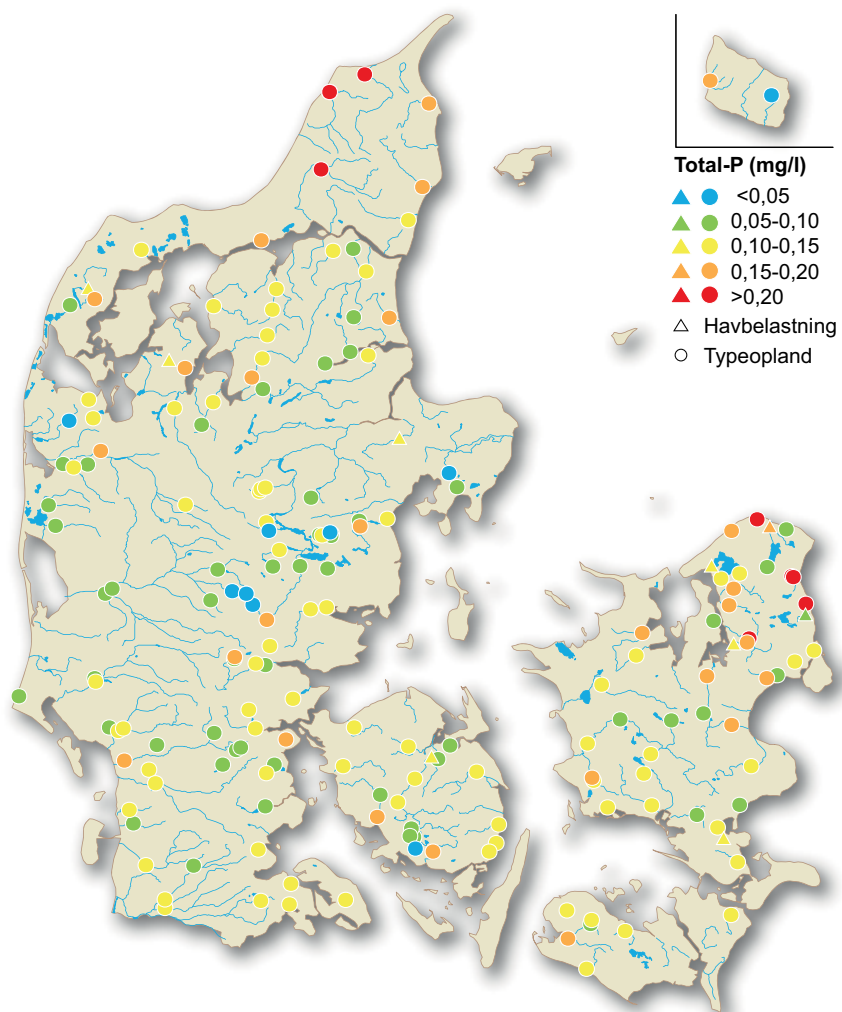 Total-P (mg/l)
<0,05
0,05-0,10
0,10-0,15
0,15-0,20
>0,20
Havbelastning
Typeopland